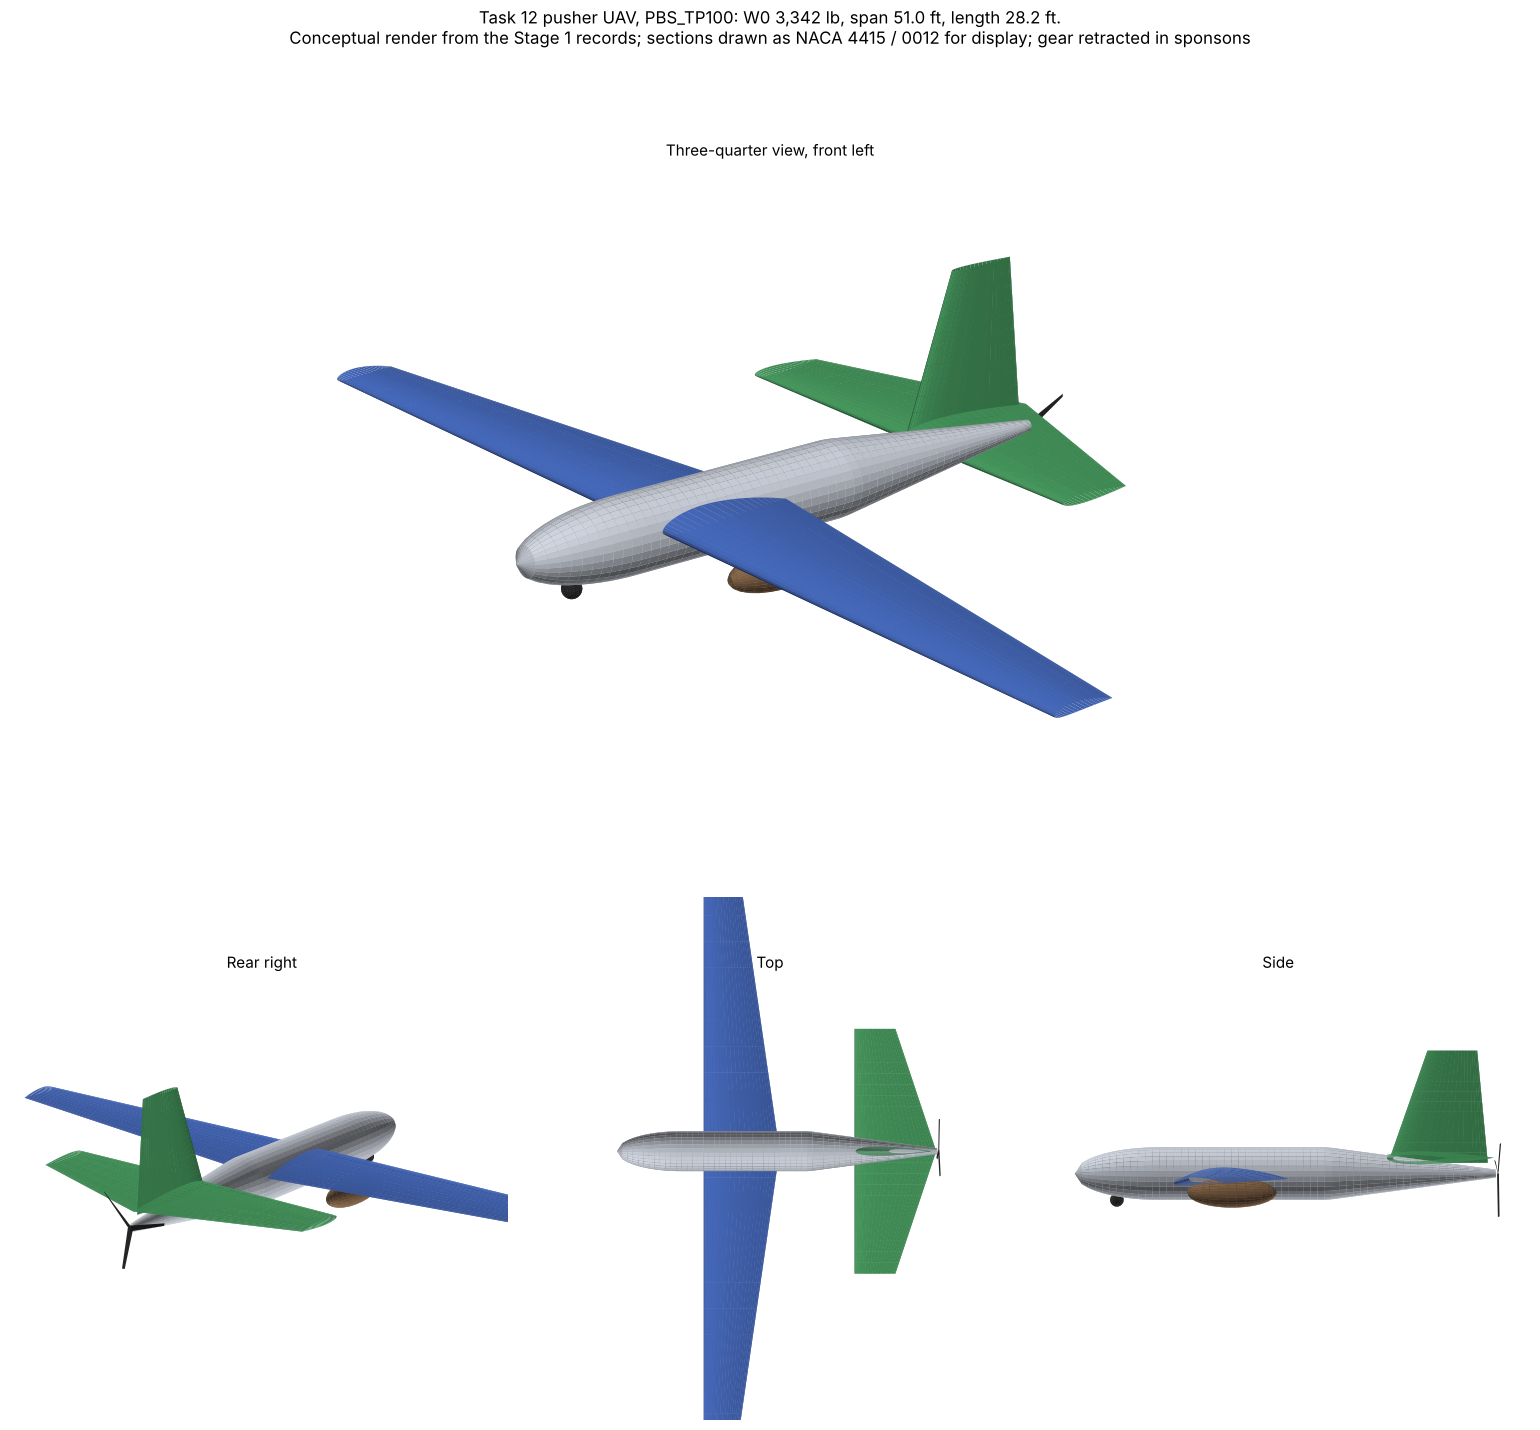 Task 12 pusher UAV, PBS_TP100: W0 3,342 lb, span 51.0 ft, length 28.2 ft.
Conceptual render from the Stage 1 records; sections drawn as NACA 4415 / 0012 for display; gear retracted in sponsons
Three-quarter view, front left
Rear right
Top
Side